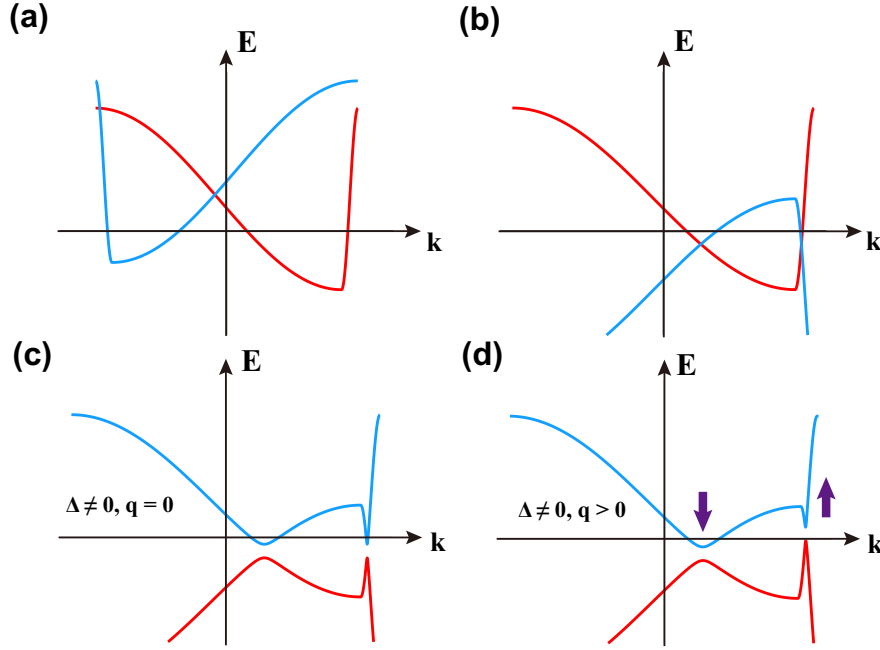 (a)
E
k
(b)
E
k
(c)
E
Δ ≠ 0, q = 0
k
(d)
E
Δ ≠ 0, q > 0
k